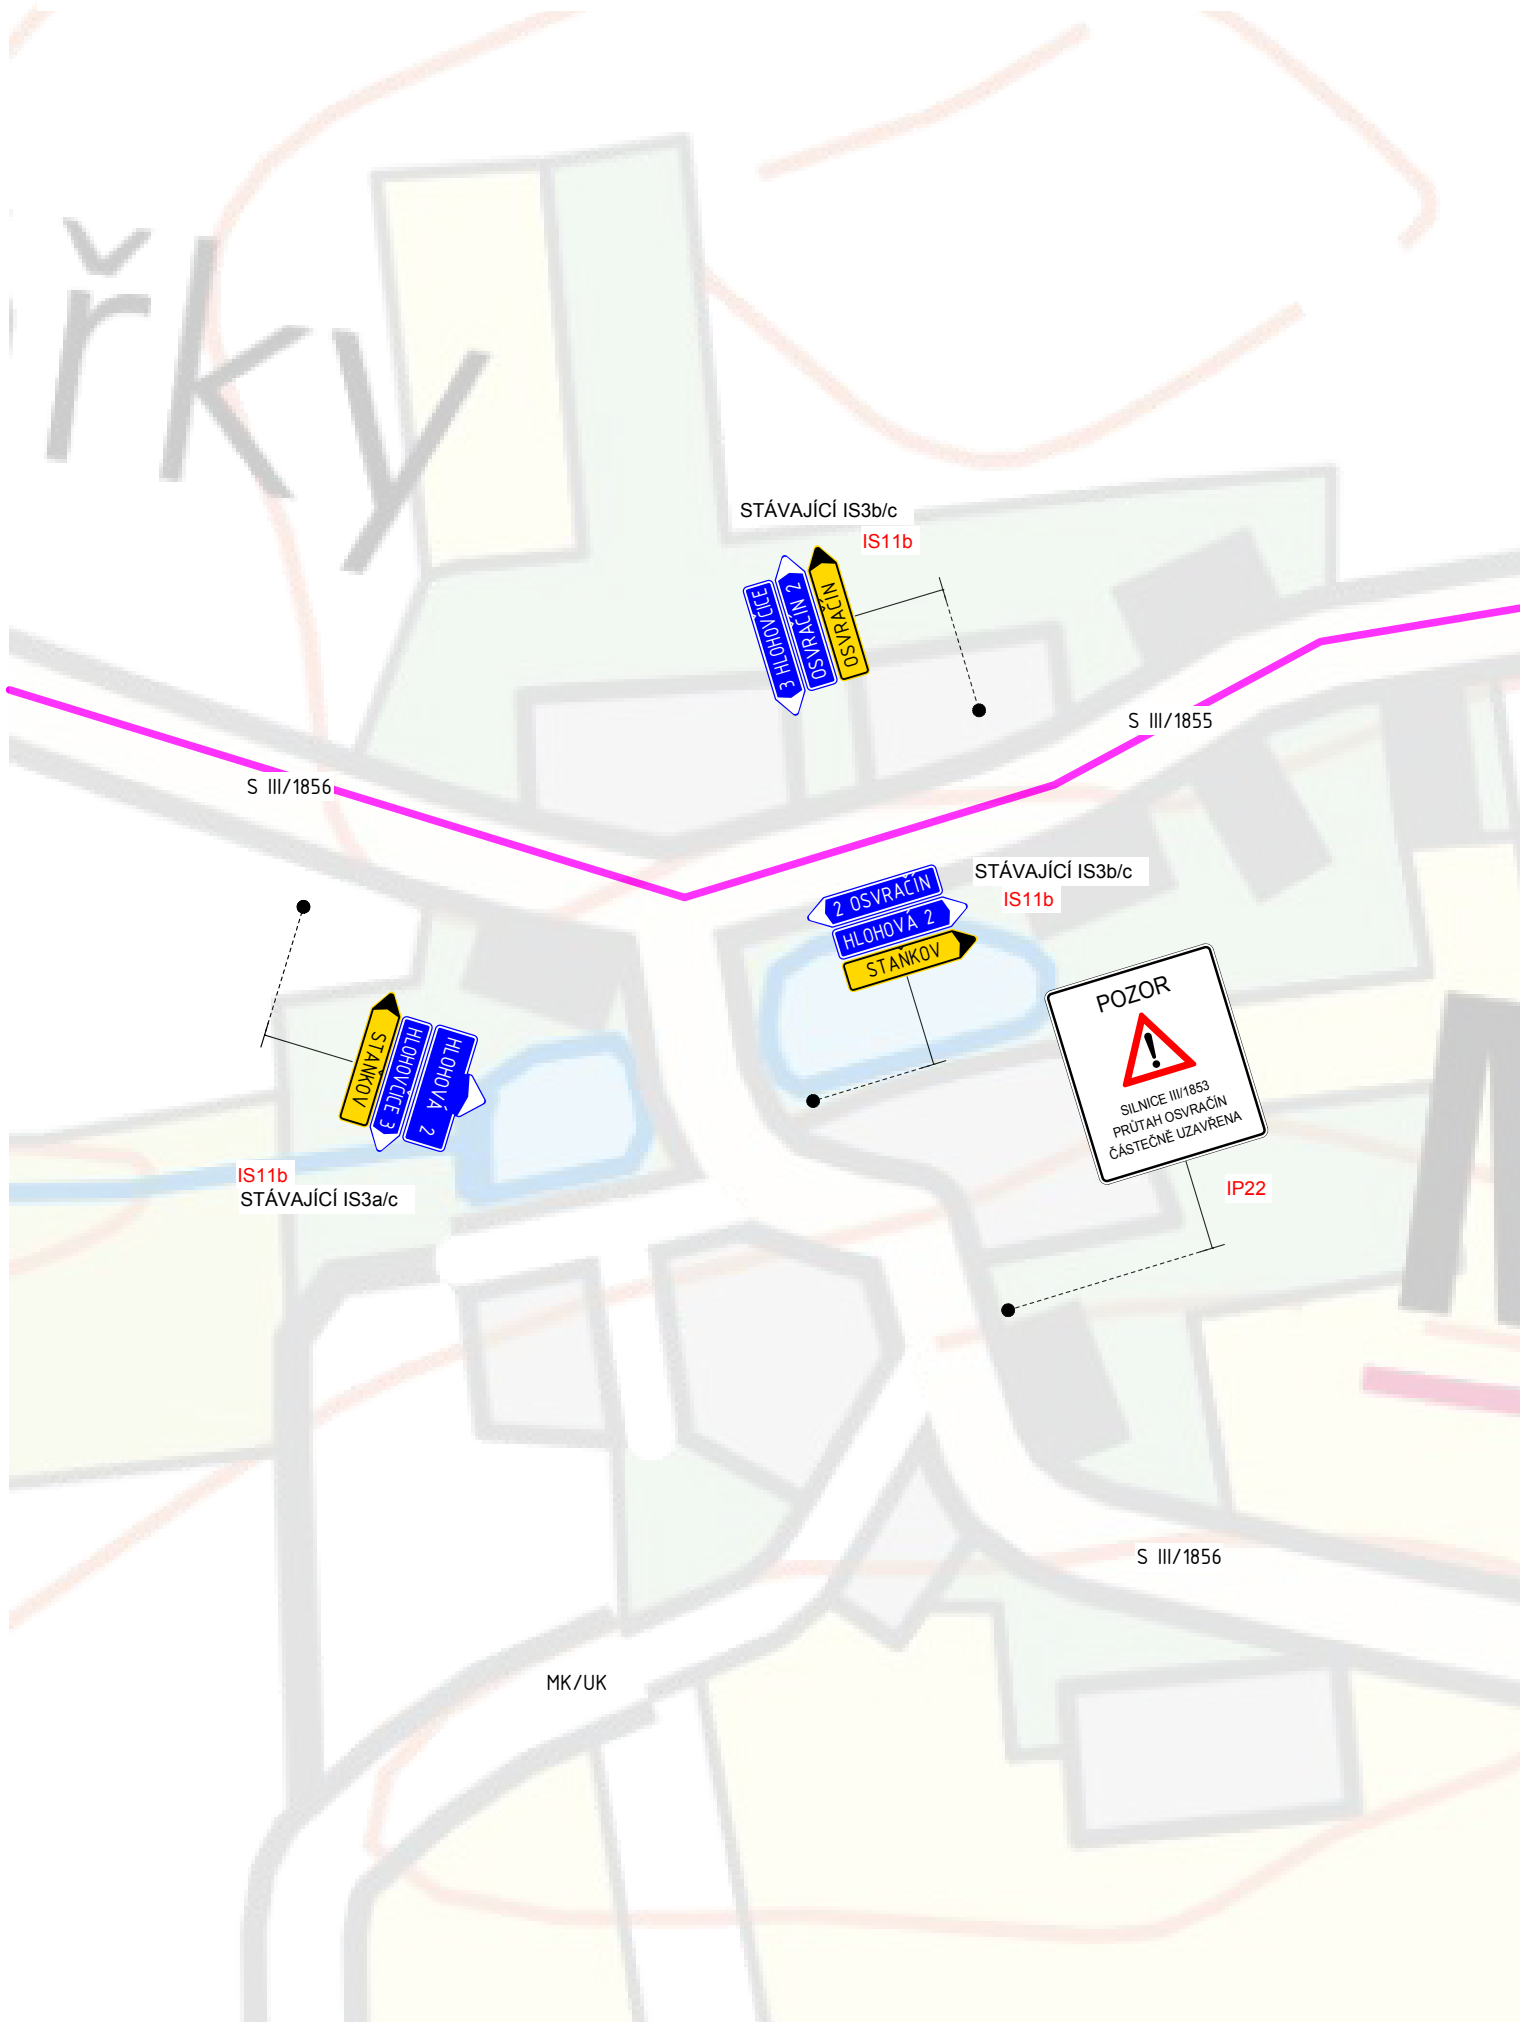 řky
STÁVAJÍCÍ IS3b/c
IS11b
3 HLOHOVČICE
OSVRAČÍN 2
OSVRAČÍN
S III/1855
S III/1856
STÁVAJÍCÍ IS3b/c
IS11b
2 OSVRAČÍN
HLOHOVÁ 2
STAŇKOV
POZOR
SILNICE III/1853
PRŮTAH OSVRAČÍN
ČÁSTEČNĚ UZAVŘENA
IP22
STAŇKOV
HLOHOVČICE 3
HLOHOVÁ 2
IS11b
STÁVAJÍCÍ IS3a/c
S III/1856
MK/UK